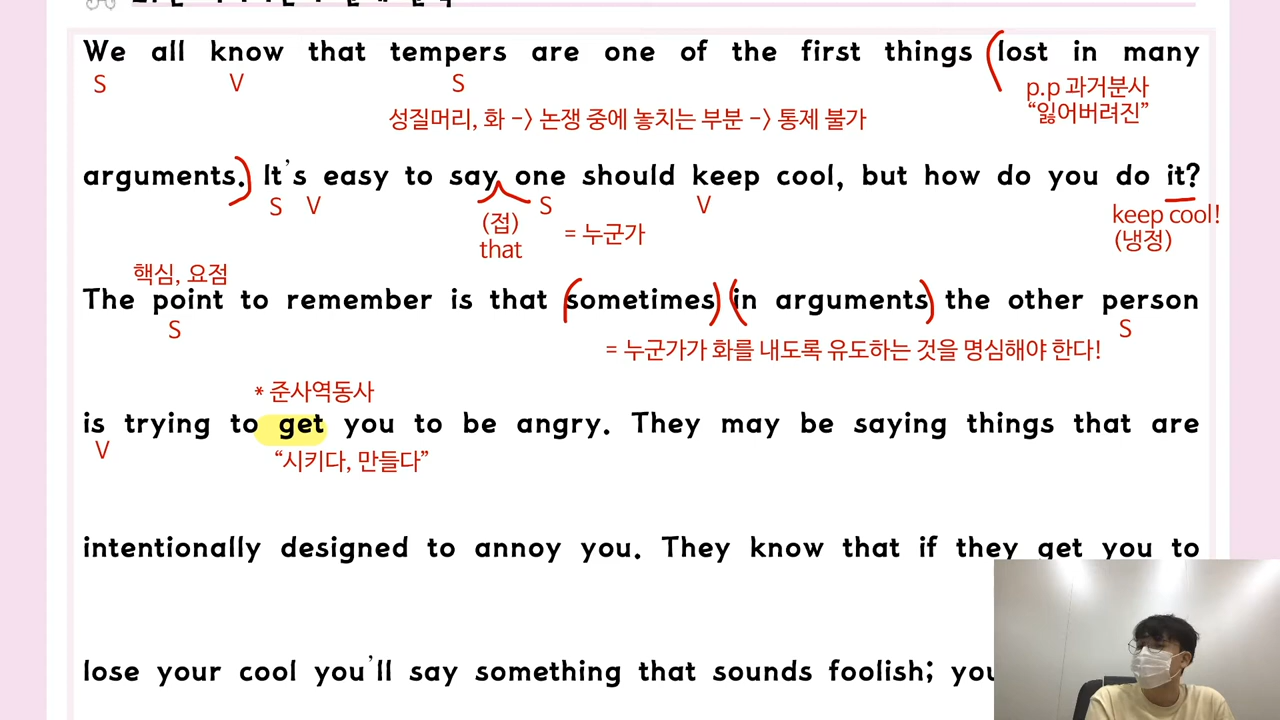 We all know that tempers are one of the first things lost in many
S V S p.p 과거분사
성질머리, 화 -> 논쟁 중에 놓치는 부분 -> 통제 불가 “잃어버려진”
arguments. It's easy to say one should keep cool, but how do you do it?
S V (접) S V keep cool!
that = 누군가 (냉정)
핵심, 요점
The point to remember is that sometimes in arguments the other person
S S
= 누군가가 화를 내도록 유도하는 것을 명심해야 한다!
* 준사역동사
is trying to get you to be angry. They may be saying things that are
V “시키다, 만들다”
intentionally designed to annoy you. They know that if they get you to
lose your cool you'll say something that sounds foolish; you